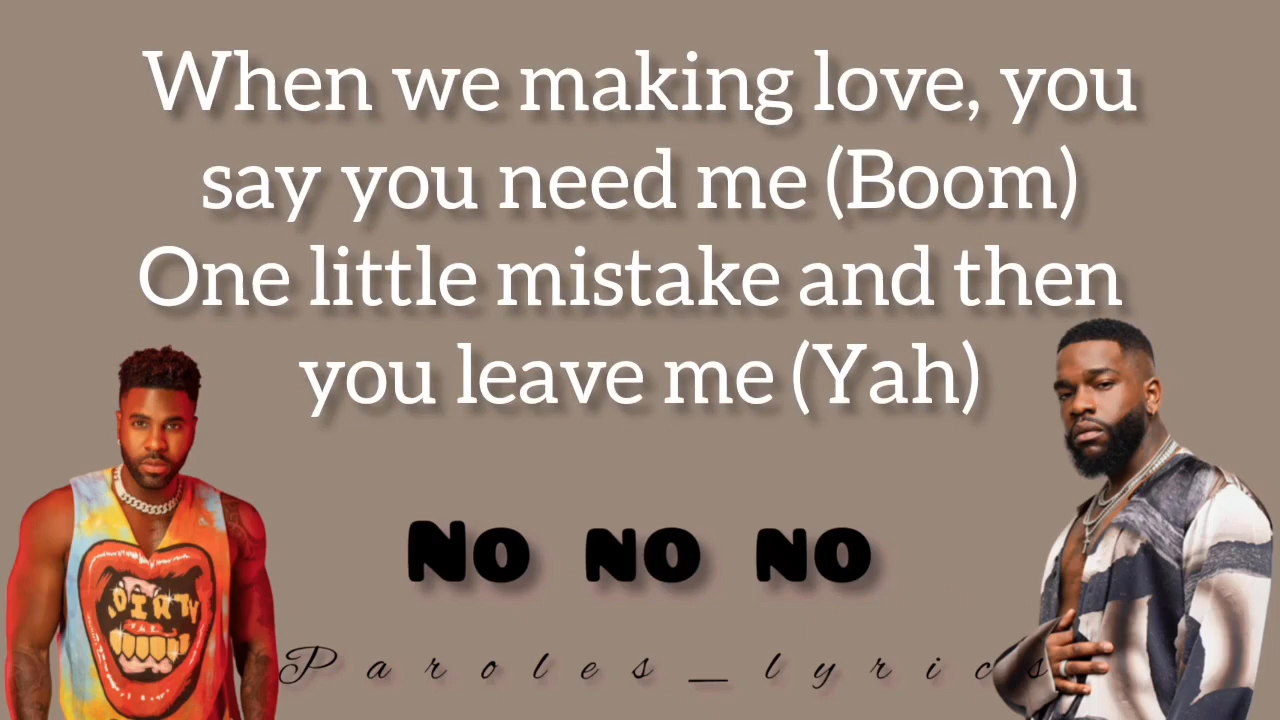 When we making love, you
say you need me (Boom)
One little mistake and then
you leave me (Yah)
No no no
DIRTY
Paroles_lyrics